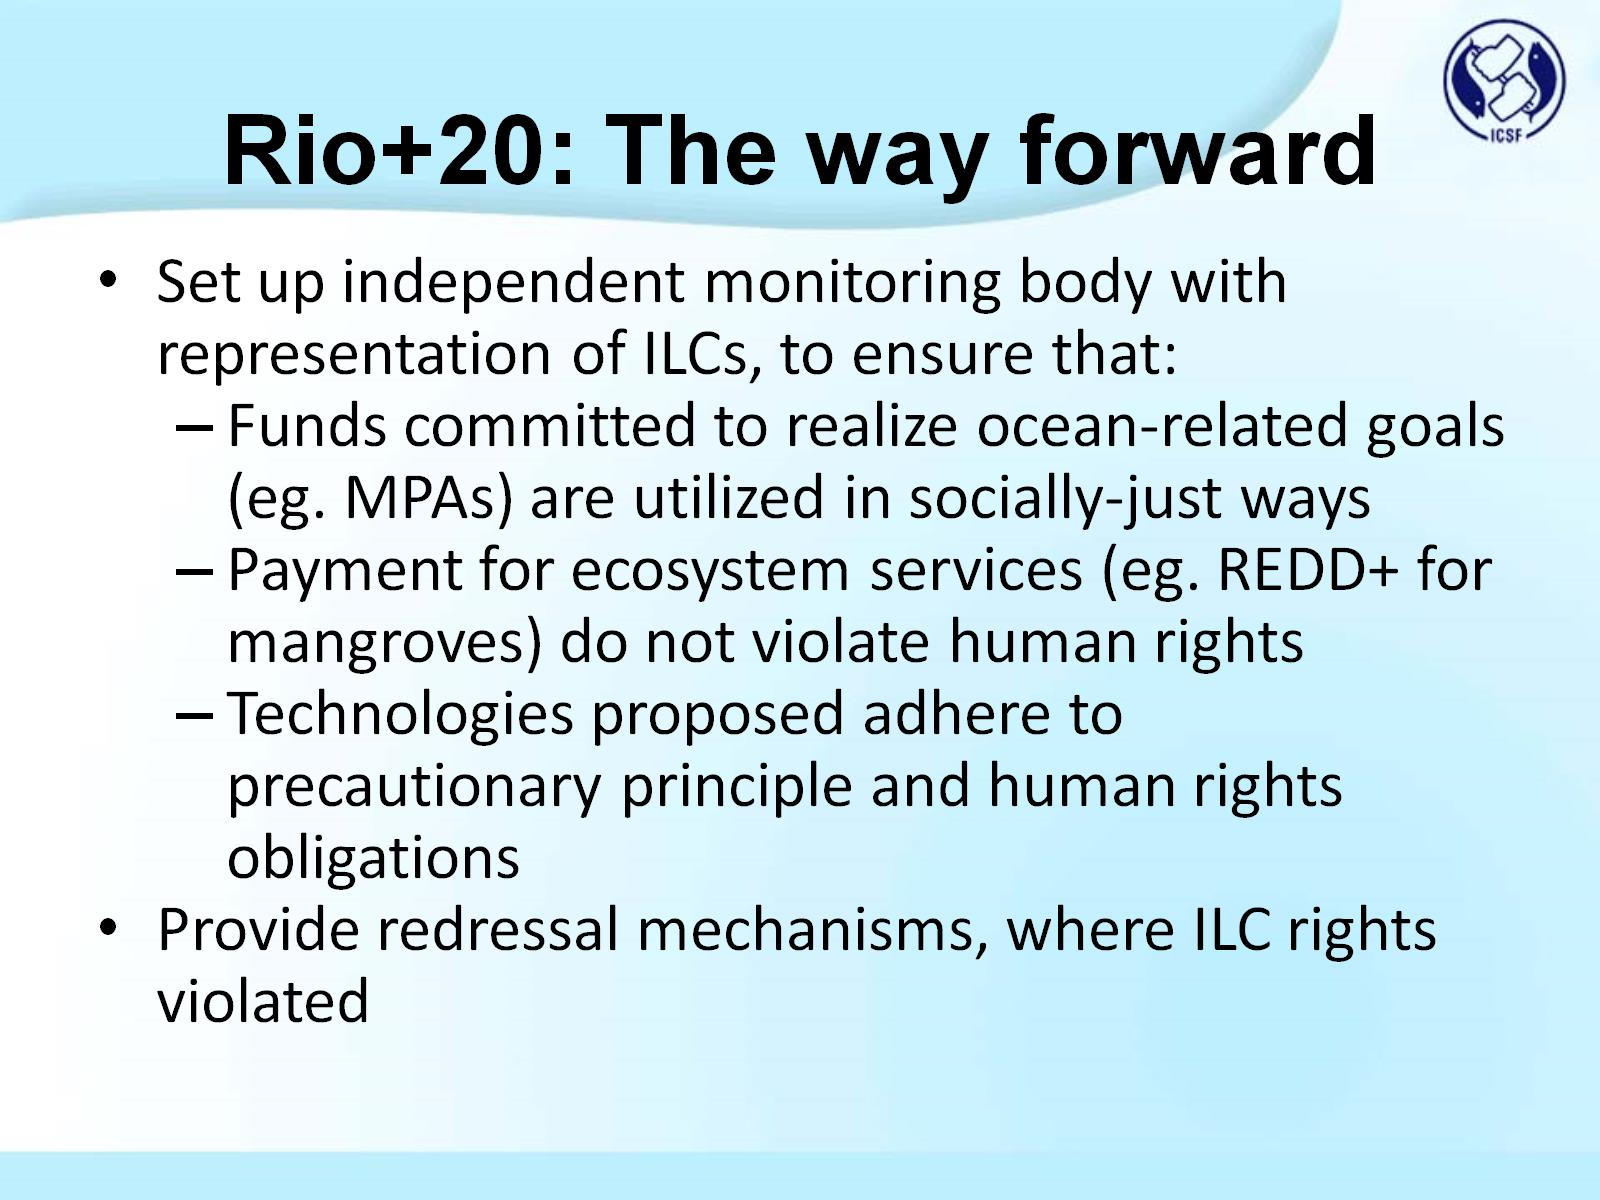 ICSF
Rio+20: The way forward
• Set up independent monitoring body with
representation of ILCs, to ensure that:
– Funds committed to realize ocean-related goals
(eg. MPAs) are utilized in socially-just ways
– Payment for ecosystem services (eg. REDD+ for
mangroves) do not violate human rights
– Technologies proposed adhere to
precautionary principle and human rights
obligations
• Provide redressal mechanisms, where ILC rights
violated